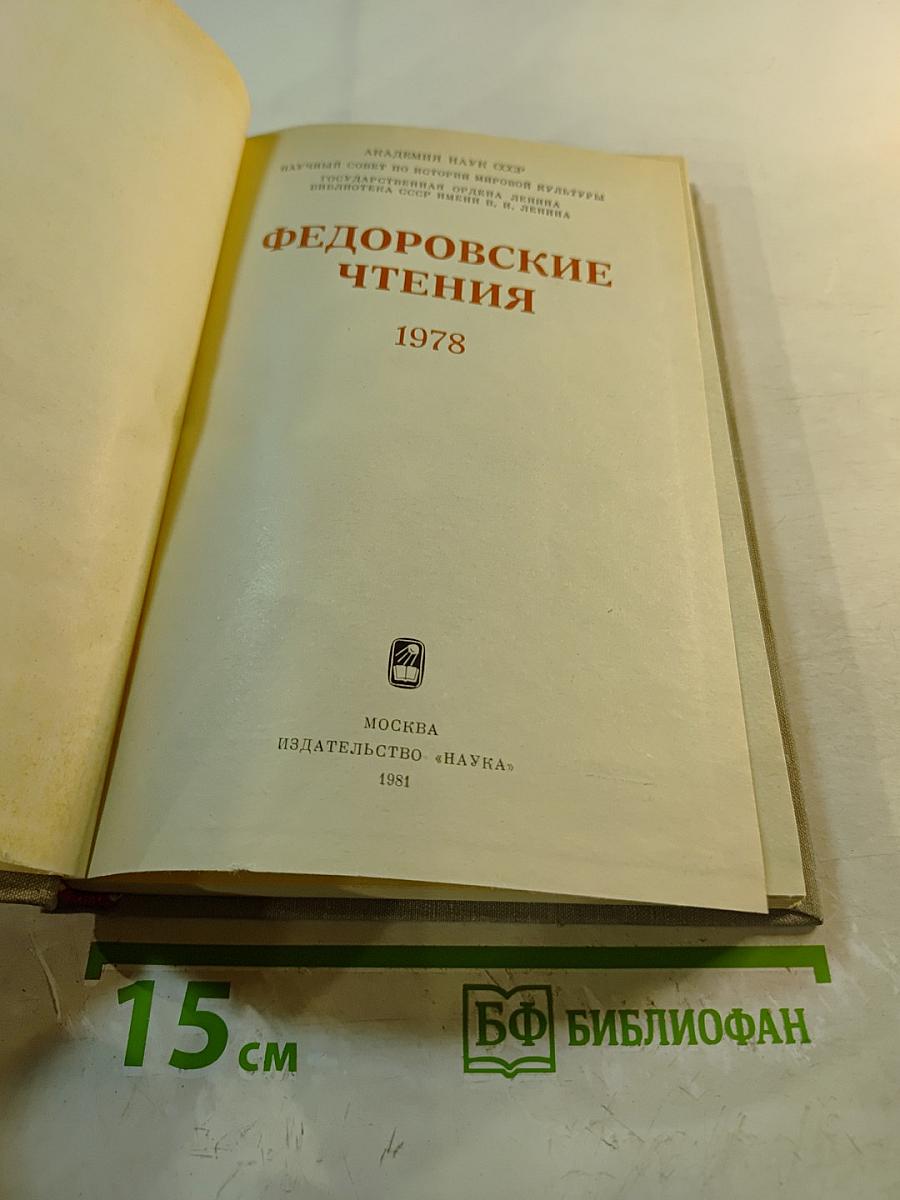 АКАДЕМИЯ НАУК СССР
НАУЧНЫЙ СОВЕТ ПО ИСТОРИИ МИРОВОЙ КУЛЬТУРЫ
ГОСУДАРСТВЕННАЯ ОРДЕНА ЛЕНИНА
БИБЛИОТЕКА СССР ИМЕНИ В. И. ЛЕНИНА
ФЕДОРОВСКИЕ
ЧТЕНИЯ
1978
МОСКВА
ИЗДАТЕЛЬСТВО «НАУКА»
1981
15 см
БФ БИБЛИОФАН